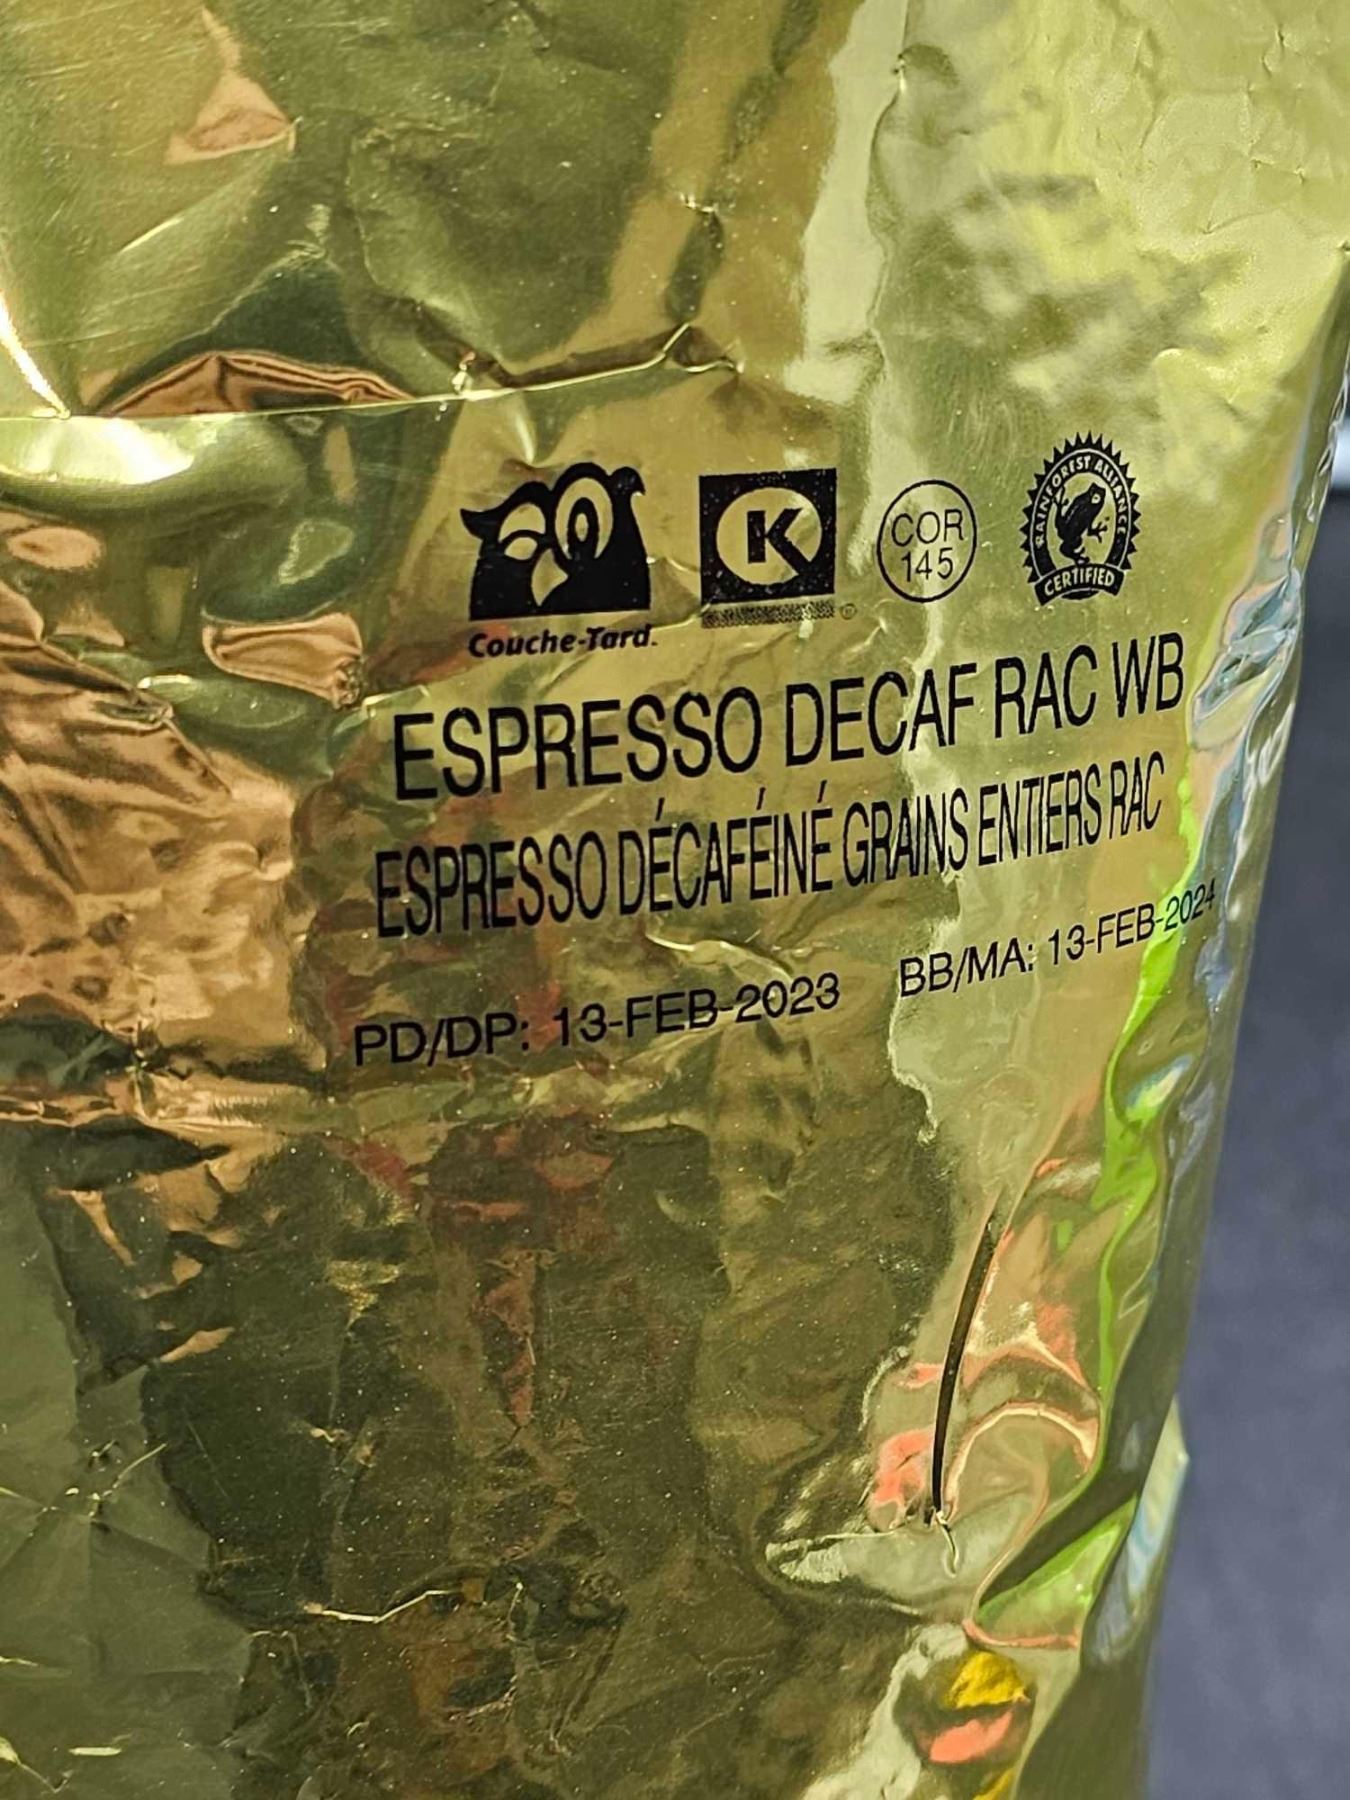 Couche-Tard.
K
COR
145
RAINFOREST ALLIANCE
CERTIFIED
ESPRESSO DECAF RAC WB
ESPRESSO DÉCAFÉINÉ GRAINS ENTIERS RAC
PD/DP: 13-FEB-2023 BB/MA: 13-FEB-2024